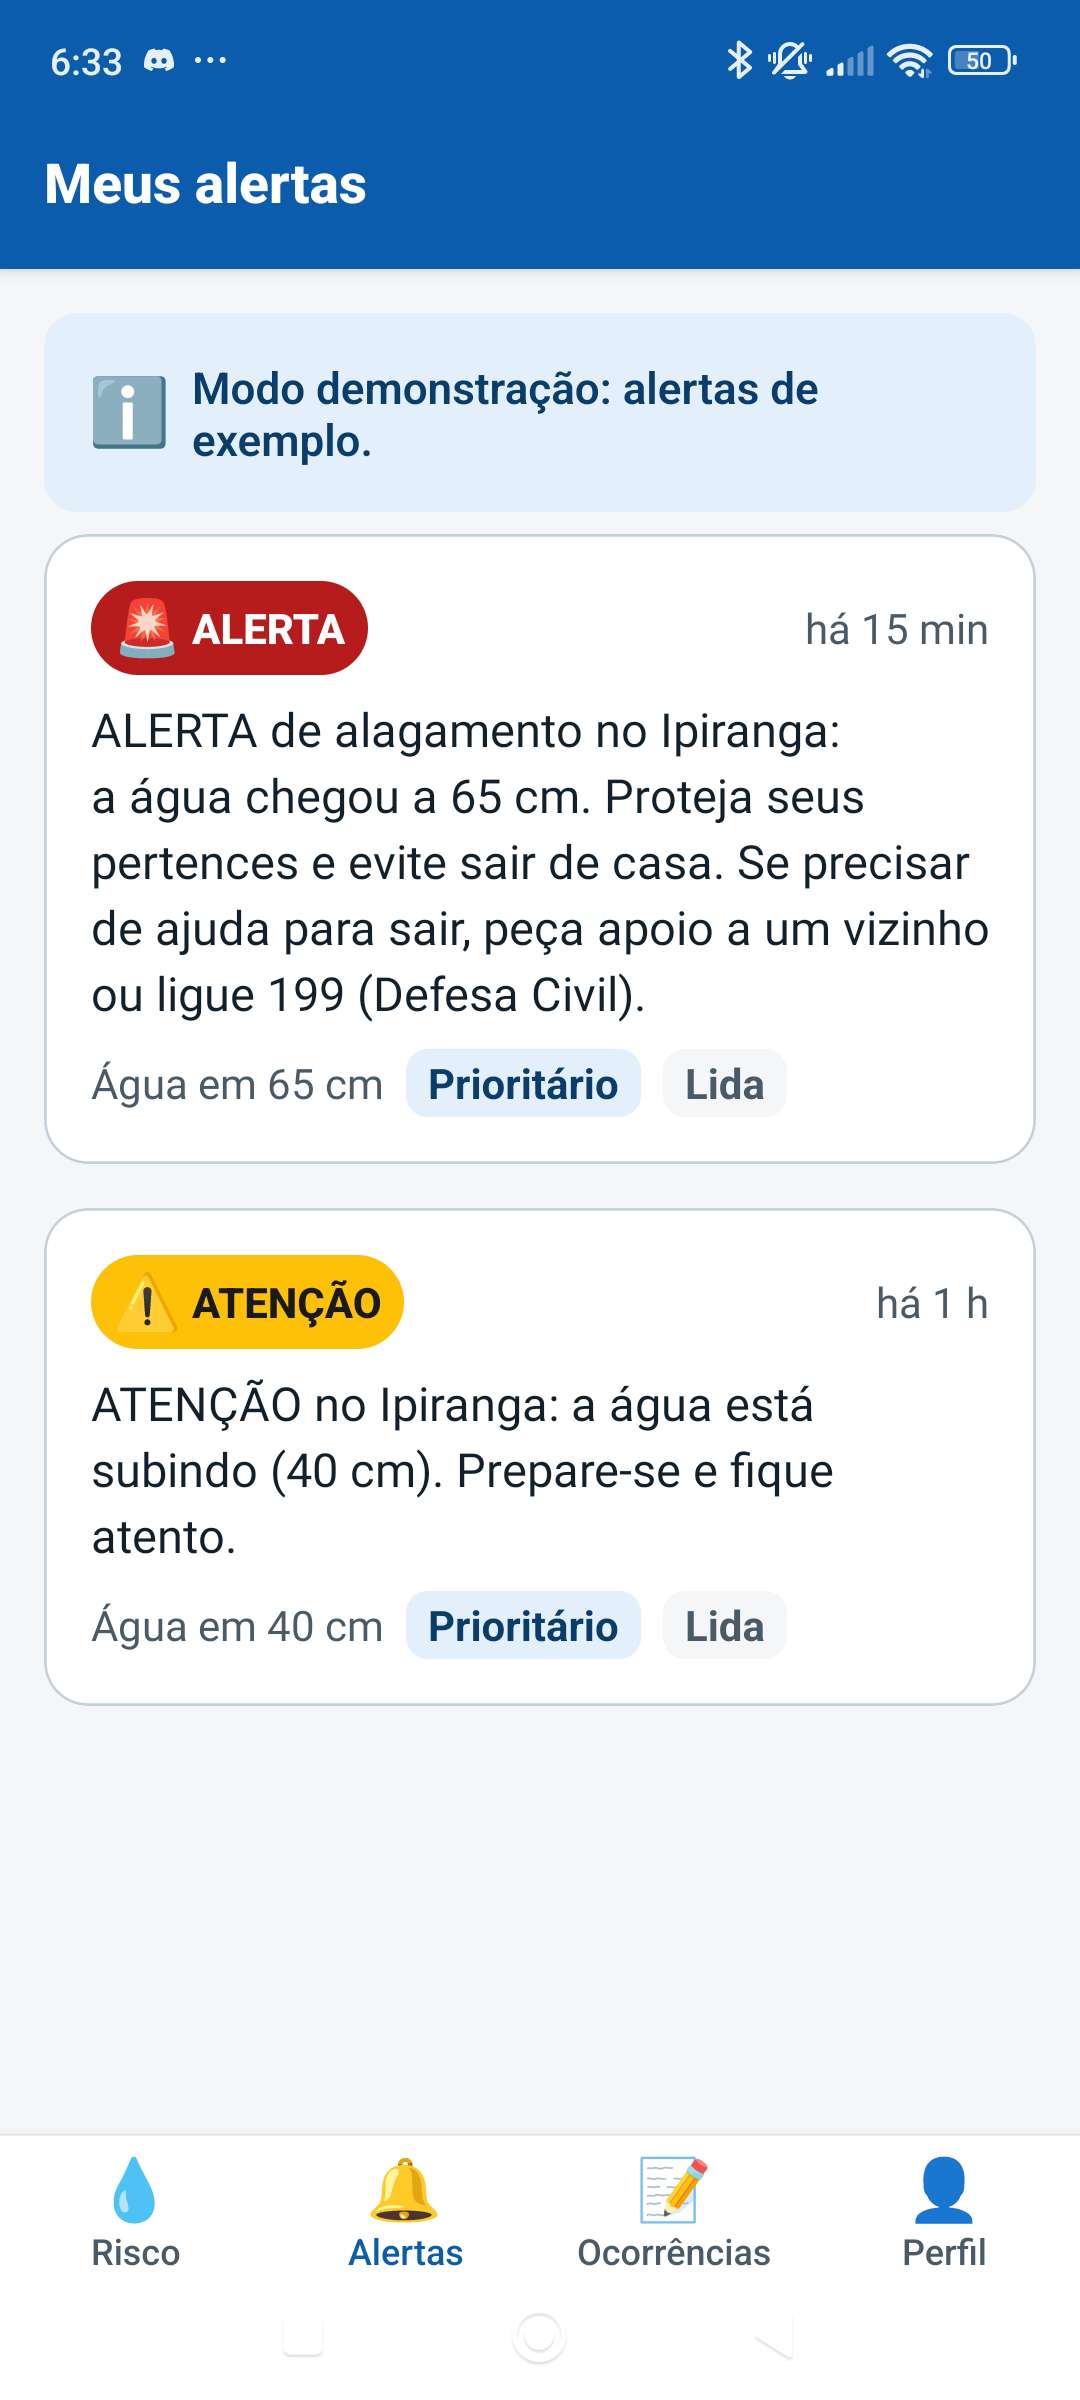 6:33
50
Meus alertas
Modo demonstração: alertas de
exemplo.
ALERTA
há 15 min
ALERTA de alagamento no Ipiranga:
a água chegou a 65 cm. Proteja seus
pertences e evite sair de casa. Se precisar
de ajuda para sair, peça apoio a um vizinho
ou ligue 199 (Defesa Civil).
Água em 65 cm Prioritário Lida
ATENÇÃO
há 1 h
ATENÇÃO no Ipiranga: a água está
subindo (40 cm). Prepare-se e fique
atento.
Água em 40 cm Prioritário Lida
Risco Alertas Ocorrências Perfil